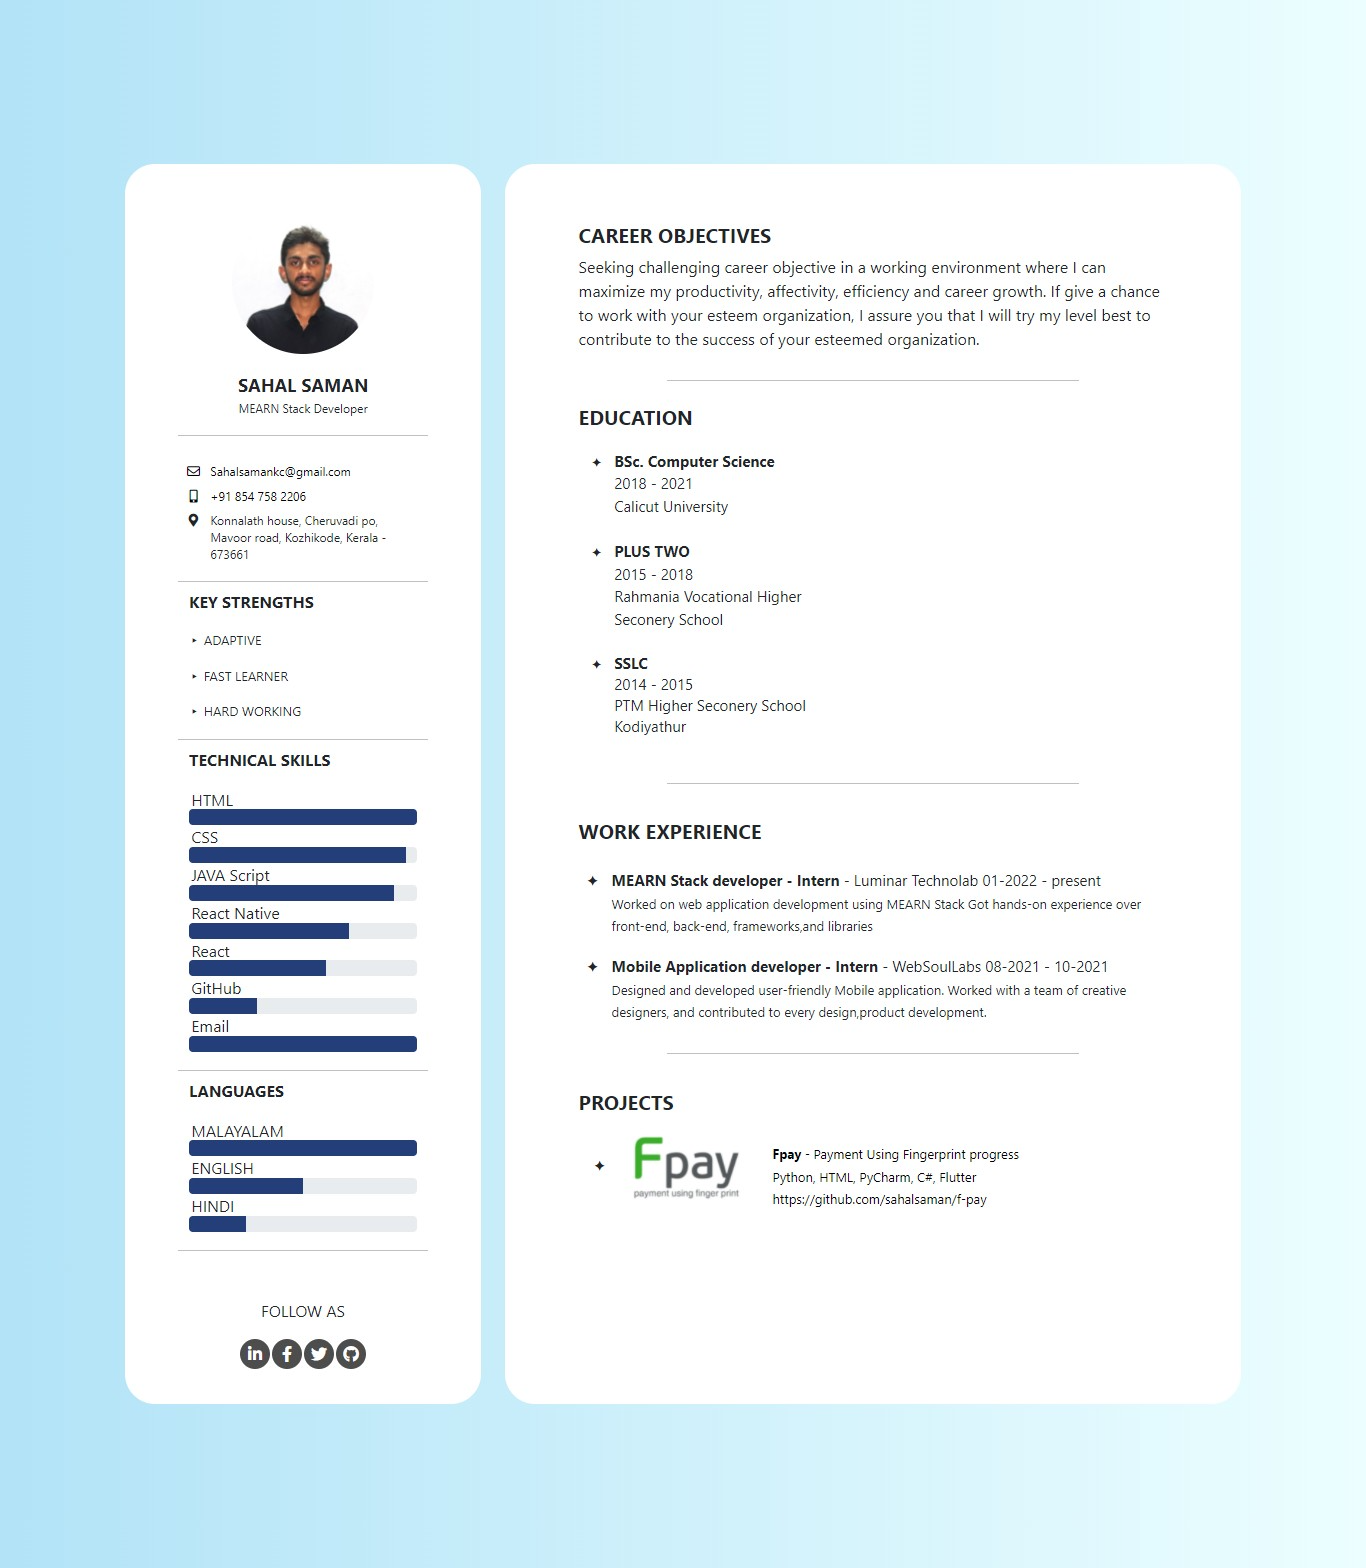 SAHAL SAMAN
MEARN Stack Developer
Sahalsamankc@gmail.com
+91 854 758 2206
Konnalath house, Cheruvadi po,
Mavoor road, Kozhikode, Kerala -
673661
KEY STRENGTHS
ADAPTIVE
FAST LEARNER
HARD WORKING
TECHNICAL SKILLS
HTML
CSS
JAVA Script
React Native
React
GitHub
Email
LANGUAGES
MALAYALAM
ENGLISH
HINDI
FOLLOW AS
CAREER OBJECTIVES
Seeking challenging career objective in a working environment where I can
maximize my productivity, affectivity, efficiency and career growth. If give a chance
to work with your esteem organization, I assure you that I will try my level best to
contribute to the success of your esteemed organization.
EDUCATION
BSc. Computer Science
2018 - 2021
Calicut University
PLUS TWO
2015 - 2018
Rahmania Vocational Higher
Seconery School
SSLC
2014 - 2015
PTM Higher Seconery School
Kodiyathur
WORK EXPERIENCE
MEARN Stack developer - Intern - Luminar Technolab 01-2022 - present
Worked on web application development using MEARN Stack Got hands-on experience over
front-end, back-end, frameworks,and libraries
Mobile Application developer - Intern - WebSoulLabs 08-2021 - 10-2021
Designed and developed user-friendly Mobile application. Worked with a team of creative
designers, and contributed to every design,product development.
PROJECTS
Fpay
payment using finger print
Fpay - Payment Using Fingerprint progress
Python, HTML, PyCharm, C#, Flutter
https://github.com/sahalsaman/f-pay